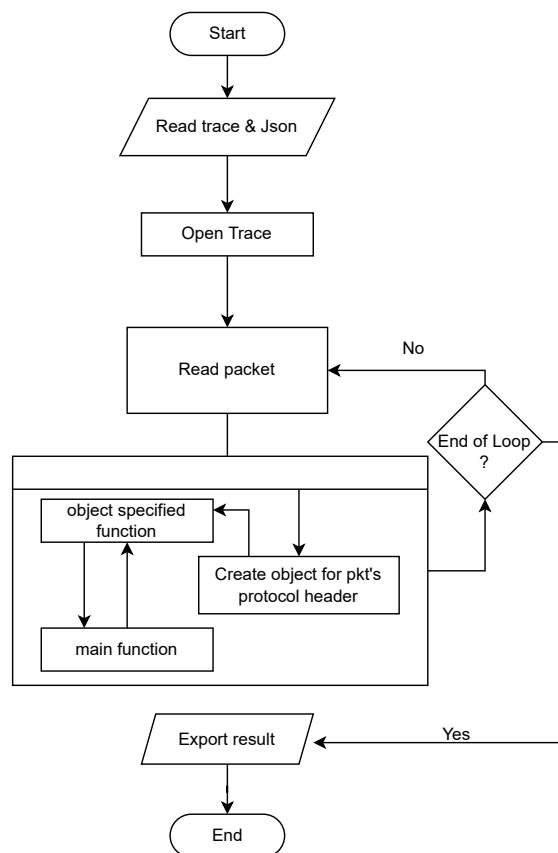 Start
Read trace & Json
Open Trace
Read packet
No
End of Loop
?
object specified
function
Create object for pkt's
protocol header
main function
Export result
Yes
End